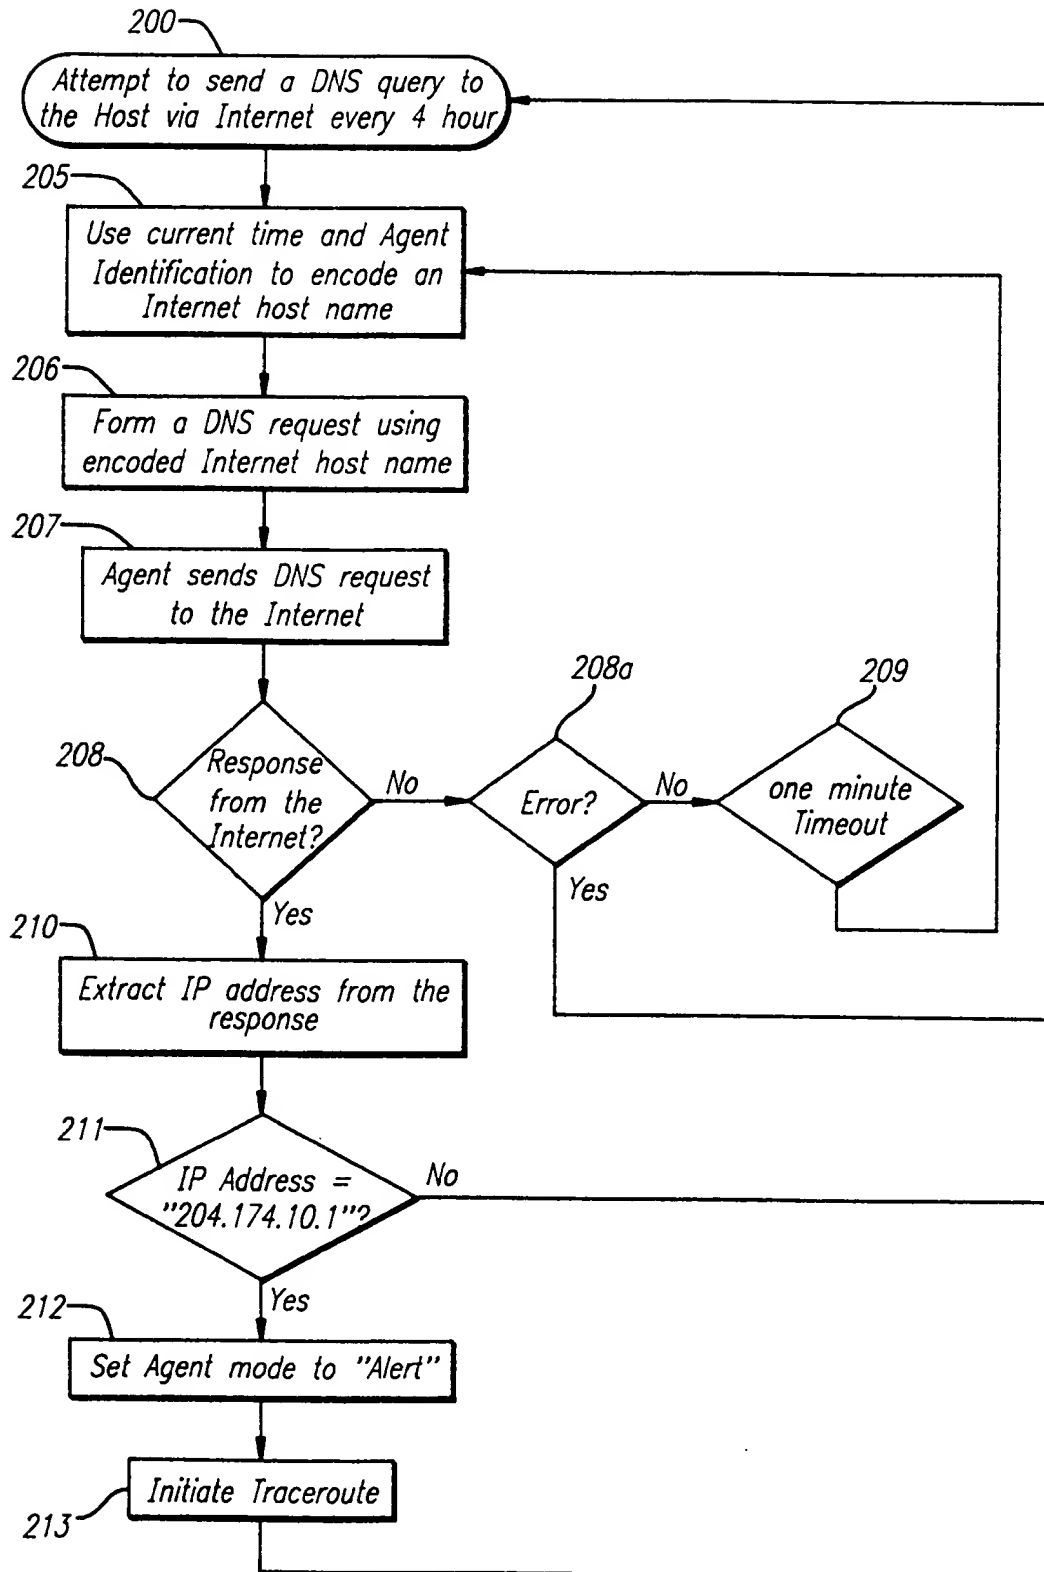 200
Attempt to send a DNS query to
the Host via Internet every 4 hour
205
Use current time and Agent
Identification to encode an
Internet host name
206
Form a DNS request using
encoded Internet host name
207
Agent sends DNS request
to the Internet
208
Response
from the
Internet?
No
208a
Error?
No
209
one minute
Timeout
Yes
Yes
210
Extract IP address from the
response
211
IP Address =
"204.174.10.1"?
No
Yes
212
Set Agent mode to "Alert"
Initiate Traceroute
213